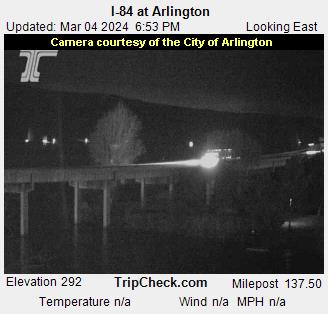 I-84 at Arlington
Updated: Mar 04 2024 6:53 PM Looking East
Camera courtesy of the City of Arlington
Elevation 292 TripCheck.com Milepost 137.50
Temperature n/a Wind n/a MPH n/a